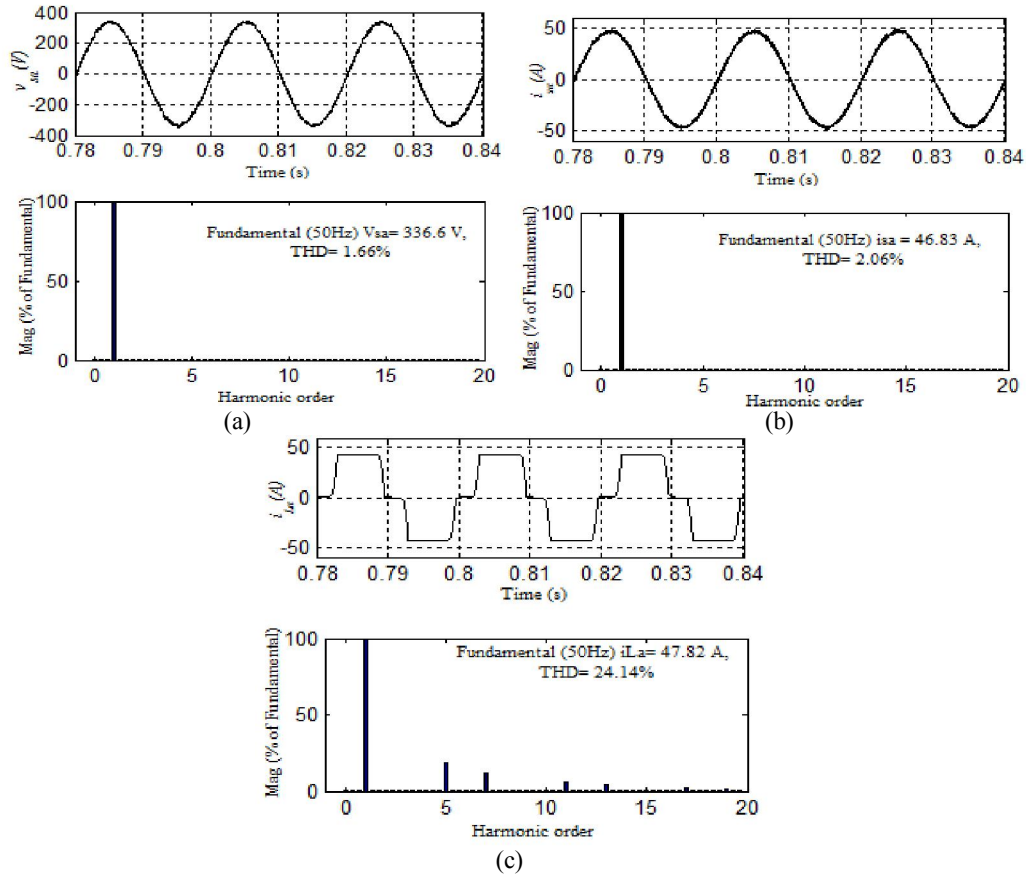 400
200
0
-200
-400
v sa (V)
0.78 0.79 0.8 0.81 0.82 0.83 0.84
Time (s)
100
50
0
Mag (% of Fundamental)
Fundamental (50Hz) Vsa= 336.6 V,
THD= 1.66%
0 5 10 15 20
Harmonic order
(a)
50
0
-50
i sa (A)
0.78 0.79 0.8 0.81 0.82 0.83 0.84
Time (s)
100
50
0
Mag (% of Fundamental)
Fundamental (50Hz) isa = 46.83 A,
THD= 2.06%
0 5 10 15 20
Harmonic order
(b)
50
0
-50
i La (A)
0.78 0.79 0.8 0.81 0.82 0.83 0.84
Time (s)
100
50
0
Mag (% of Fundamental)
Fundamental (50Hz) iLa= 47.82 A,
THD= 24.14%
0 5 10 15 20
Harmonic order
(c)